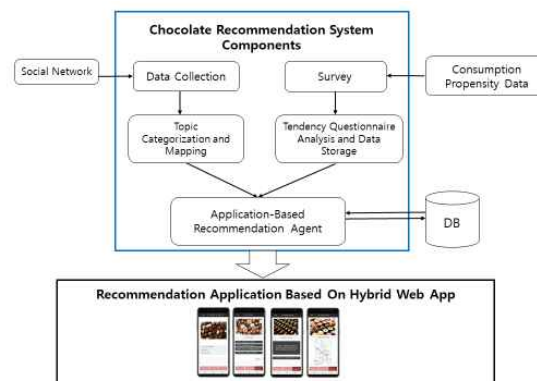 Chocolate Recommendation System
Components
Social Network
Data Collection
Survey
Consumption
Propensity Data
Topic
Categorization and
Mapping
Tendency Questionnaire
Analysis and Data
Storage
Application-Based
Recommendation Agent
DB
Recommendation Application Based On Hybrid Web App